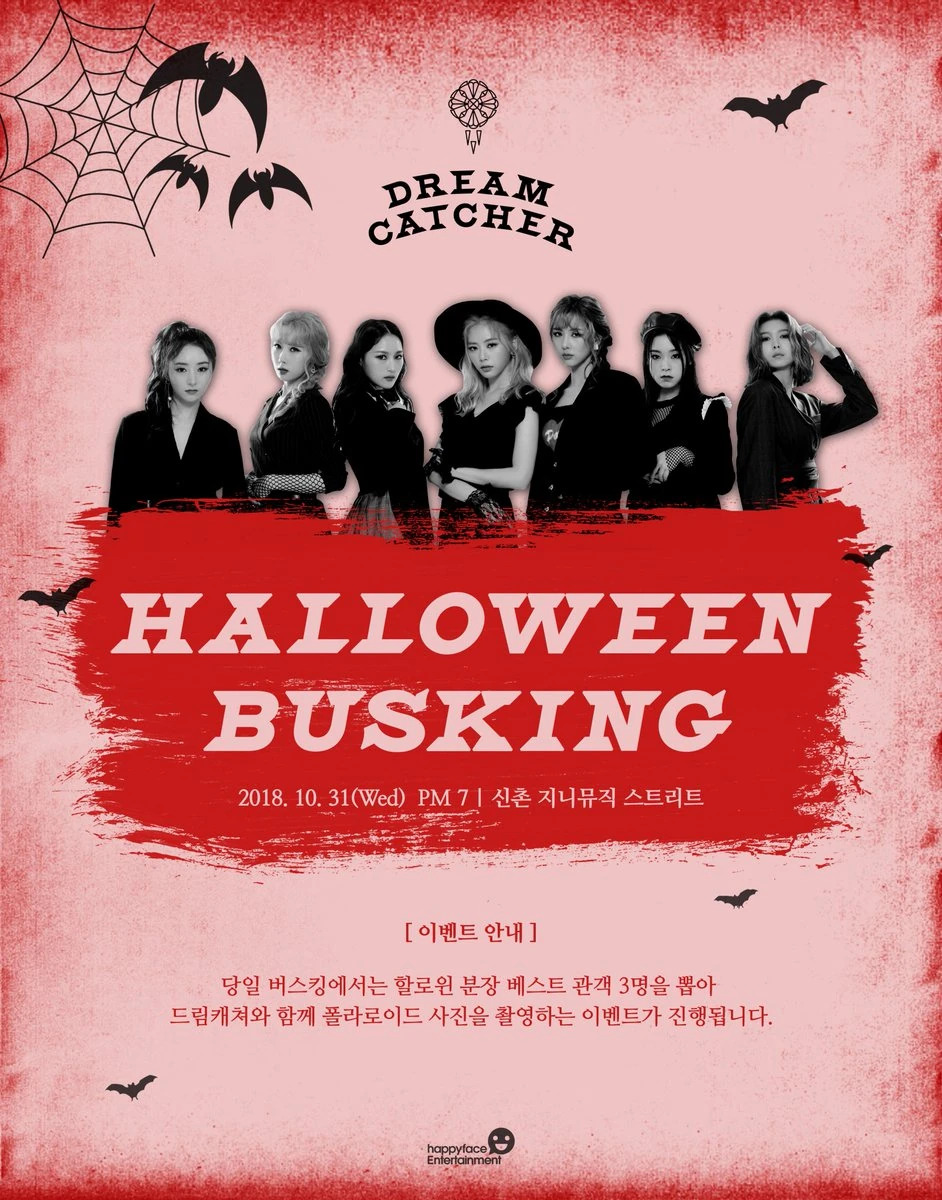 DREAM
CATCHER
HALLOWEEN
BUSKING
2018. 10. 31(Wed) PM 7 | 신촌 지니뮤직 스트리트
[ 이벤트 안내 ]
당일 버스킹에서는 할로윈 분장 베스트 관객 3명을 뽑아
드림캐쳐와 함께 폴라로이드 사진을 촬영하는 이벤트가 진행됩니다.
happyface
Entertainment